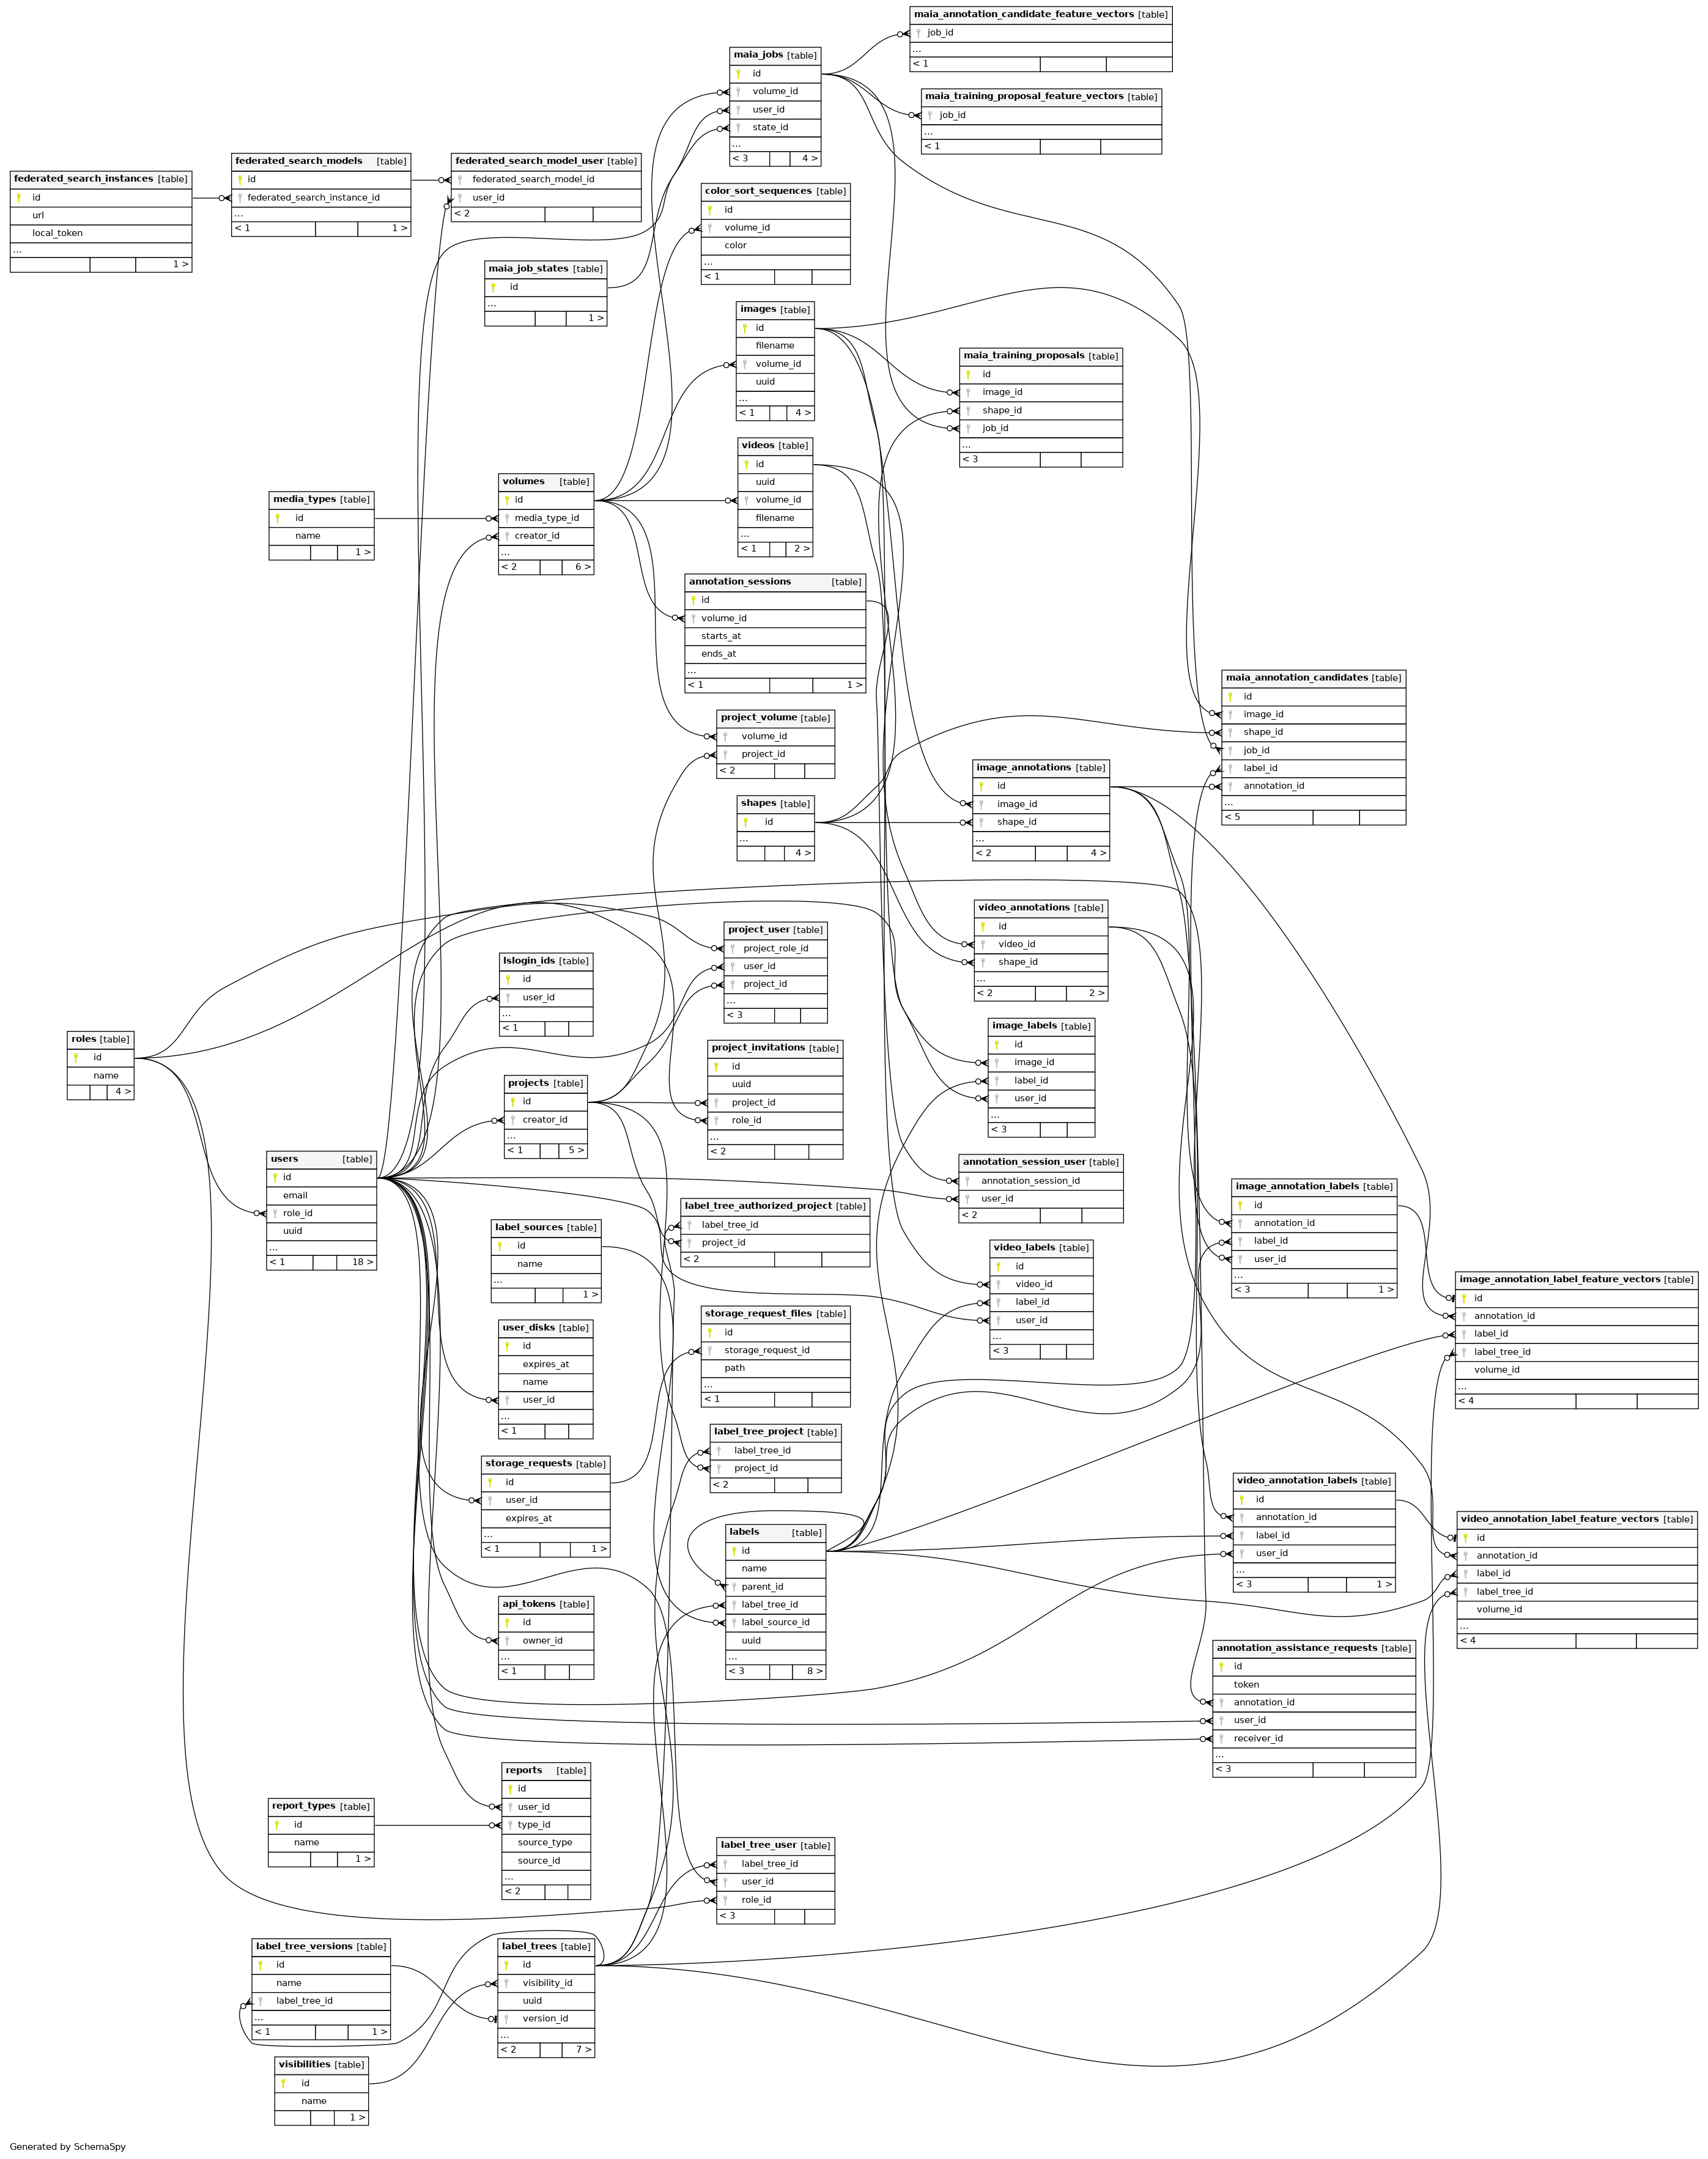 maia_annotation_candidate_feature_vectors [table]
job_id
...
< 1
maia_jobs [table]
id
volume_id
user_id
state_id
...
< 3 4 >
maia_training_proposal_feature_vectors [table]
job_id
...
< 1
federated_search_instances [table]
id
url
local_token
...
1 >
federated_search_models [table]
id
federated_search_instance_id
...
< 1 1 >
federated_search_model_user [table]
federated_search_model_id
user_id
< 2
color_sort_sequences [table]
id
volume_id
color
...
< 1
maia_job_states [table]
id
...
1 >
images [table]
id
filename
volume_id
uuid
...
< 1 4 >
maia_training_proposals [table]
id
image_id
shape_id
job_id
...
< 3
videos [table]
id
uuid
volume_id
filename
...
< 1 2 >
media_types [table]
id
name
1 >
volumes [table]
id
media_type_id
creator_id
...
< 2 6 >
annotation_sessions [table]
id
volume_id
starts_at
ends_at
...
< 1 1 >
maia_annotation_candidates [table]
id
image_id
shape_id
job_id
label_id
annotation_id
...
< 5
project_volume [table]
volume_id
project_id
< 2
image_annotations [table]
id
image_id
shape_id
...
< 2 4 >
shapes [table]
id
...
4 >
video_annotations [table]
id
video_id
shape_id
...
< 2 2 >
project_user [table]
project_role_id
user_id
project_id
...
< 3
lslogin_ids [table]
id
user_id
...
< 1
image_labels [table]
id
image_id
label_id
user_id
...
< 3
roles [table]
id
name
4 >
project_invitations [table]
id
uuid
project_id
role_id
...
< 2
projects [table]
id
creator_id
...
< 1 5 >
users [table]
id
email
role_id
uuid
...
< 1 18 >
annotation_session_user [table]
annotation_session_id
user_id
< 2
image_annotation_labels [table]
id
annotation_id
label_id
user_id
...
< 3 1 >
label_tree_authorized_project [table]
label_tree_id
project_id
< 2
label_sources [table]
id
name
...
1 >
video_labels [table]
id
video_id
label_id
user_id
...
< 3
image_annotation_label_feature_vectors [table]
id
annotation_id
label_id
label_tree_id
volume_id
...
< 4
storage_request_files [table]
id
storage_request_id
path
...
< 1
user_disks [table]
id
expires_at
name
user_id
...
< 1
label_tree_project [table]
label_tree_id
project_id
< 2
storage_requests [table]
id
user_id
expires_at
...
< 1 1 >
video_annotation_labels [table]
id
annotation_id
label_id
user_id
...
< 3 1 >
video_annotation_label_feature_vectors [table]
id
annotation_id
label_id
label_tree_id
volume_id
...
< 4
labels [table]
id
name
parent_id
label_tree_id
label_source_id
uuid
...
< 3 8 >
api_tokens [table]
id
owner_id
...
< 1
annotation_assistance_requests [table]
id
token
annotation_id
user_id
receiver_id
...
< 3
reports [table]
id
user_id
type_id
source_type
source_id
...
< 2
report_types [table]
id
name
1 >
label_tree_user [table]
label_tree_id
user_id
role_id
< 3
label_tree_versions [table]
id
name
label_tree_id
...
< 1 1 >
label_trees [table]
id
visibility_id
uuid
version_id
...
< 2 7 >
visibilities [table]
id
name
1 >
Generated by SchemaSpy